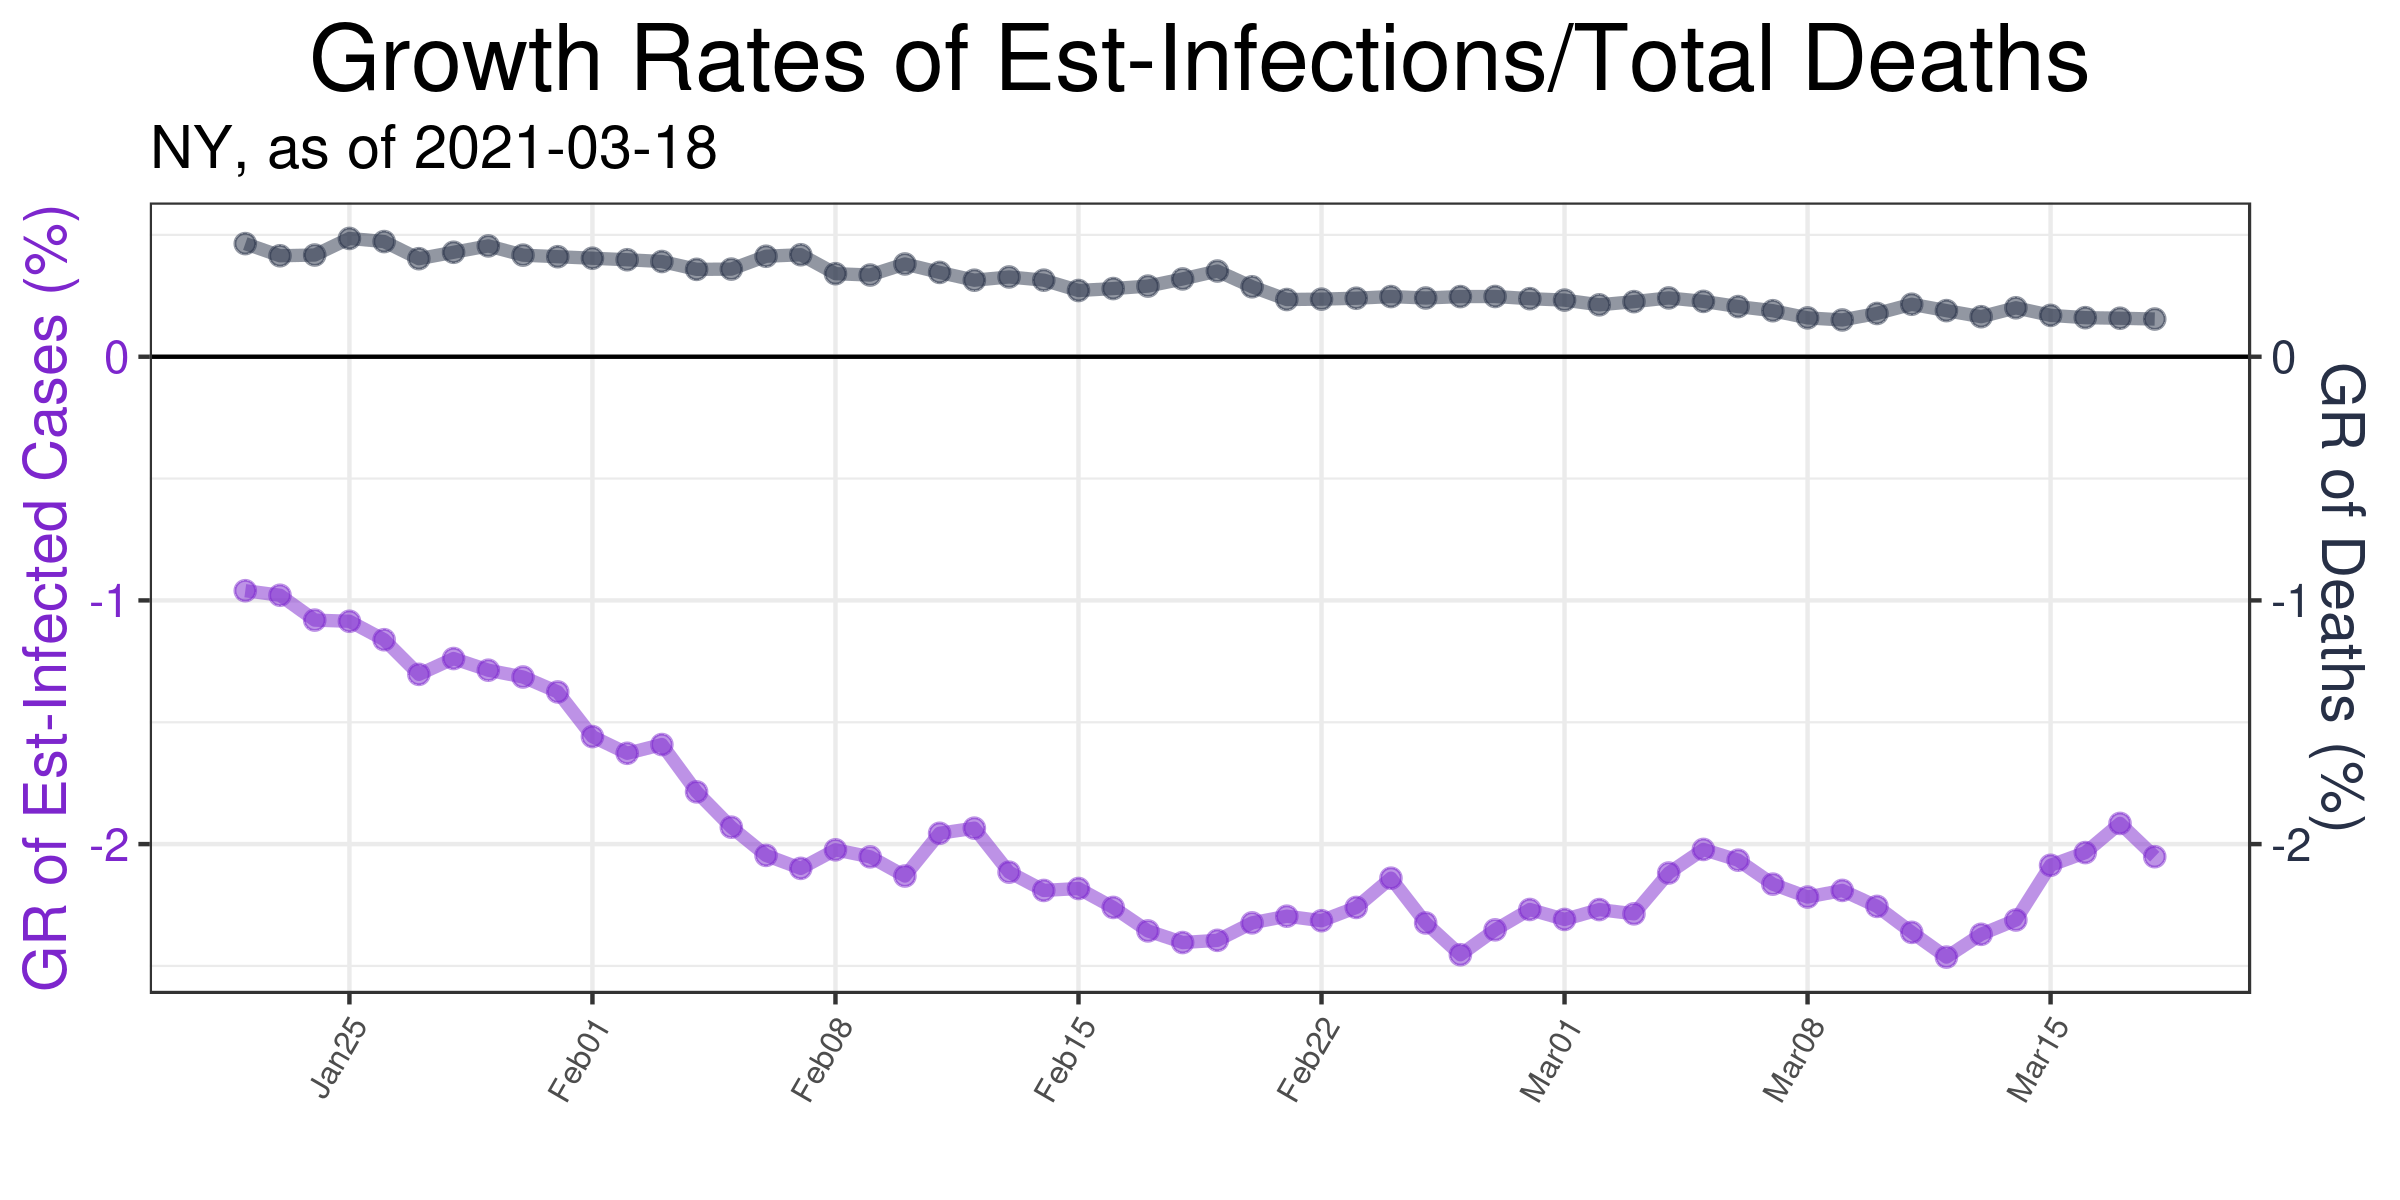 Growth Rates of Est-Infections/Total Deaths
NY, as of 2021-03-18
GR of Est-Infected Cases (%)
0
-1
-2
0
-1
-2
GR of Deaths (%)
Jan25
Feb01
Feb08
Feb15
Feb22
Mar01
Mar08
Mar15